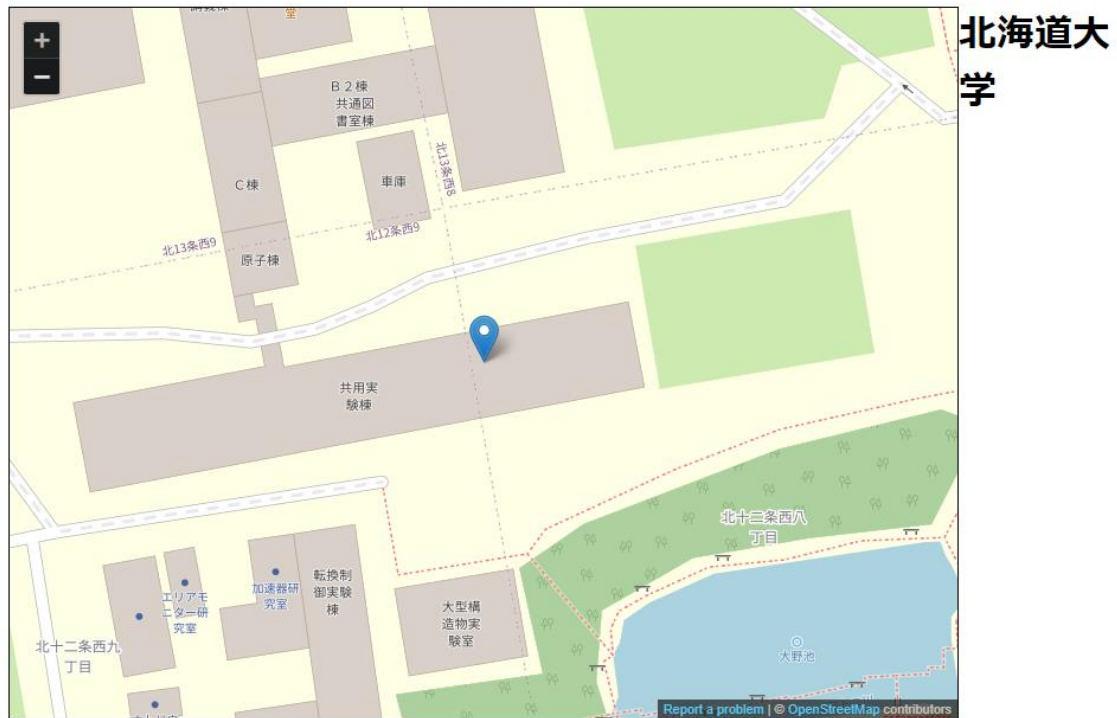 北海道大
学
+
−
堂
B2棟
共通図
書室棟
北13条西8
C棟
車庫
北12条西9
北13条西9
原子棟
共用実
験棟
北十二条西八
丁目
転換制
御実験
棟
加速器研
究室
エリアモ
ニター研
究室
大型構
造物実
験室
北十二条西九
丁目
大野池
Report a problem | © OpenStreetMap contributors